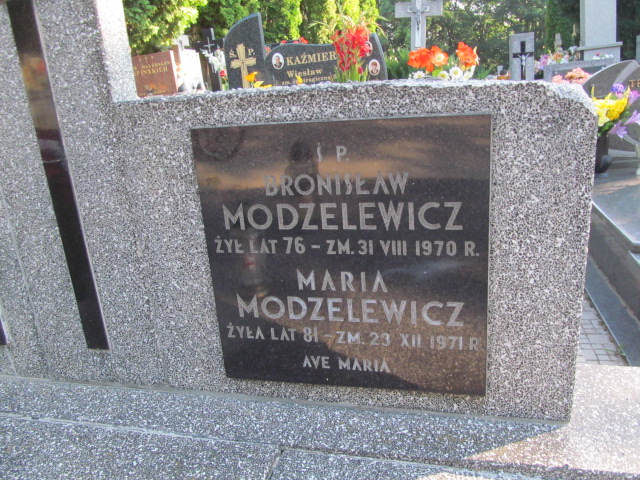 Ś P.
KAŹMIER
Wiesław
Ś P.
BRONISŁAW
MODZELEWICZ
ŻYŁ LAT 76 – ZM. 31 VIII 1970 R.
MARIA
MODZELEWICZ
ŻYŁA LAT 81 – ZM. 23 XII 1971 R
AVE MARIA